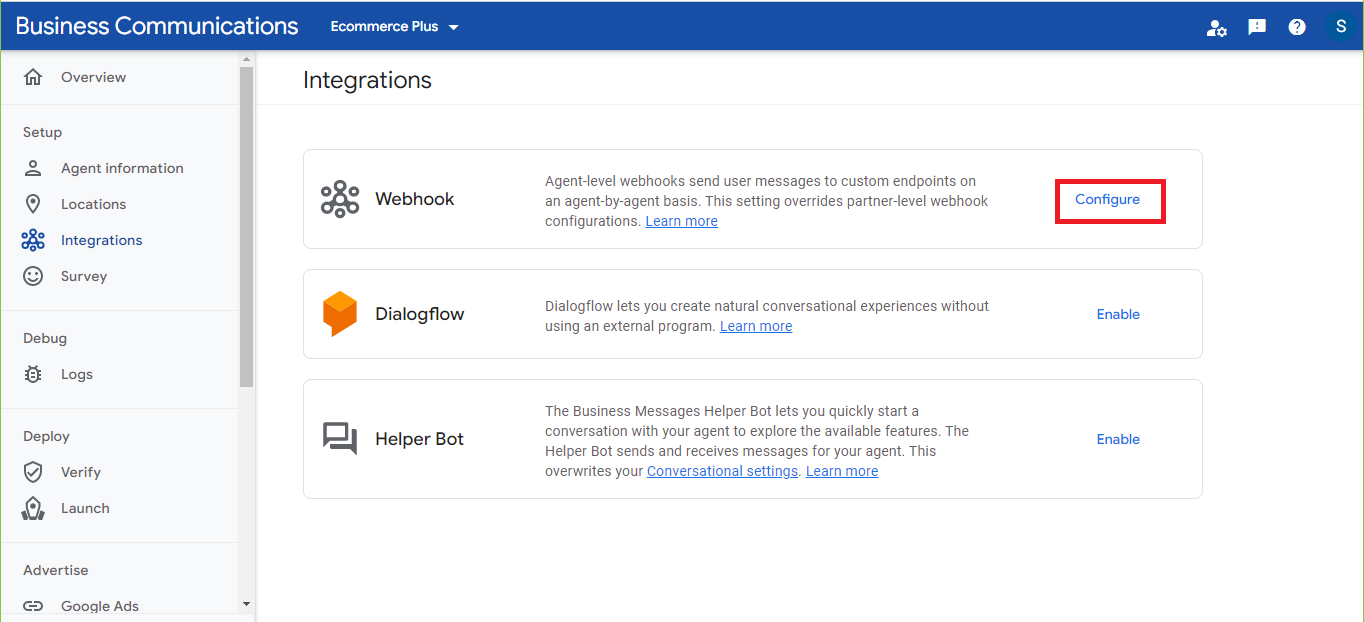 Business Communications
Ecommerce Plus
S
Overview
Setup
Agent information
Locations
Integrations
Survey
Debug
Logs
Deploy
Verify
Launch
Advertise
Google Ads
Integrations
Webhook
Agent-level webhooks send user messages to custom endpoints on
an agent-by-agent basis. This setting overrides partner-level webhook
configurations. Learn more
Configure
Dialogflow
Dialogflow lets you create natural conversational experiences without
using an external program. Learn more
Enable
Helper Bot
The Business Messages Helper Bot lets you quickly start a
conversation with your agent to explore the available features. The
Helper Bot sends and receives messages for your agent. This
overwrites your Conversational settings. Learn more
Enable